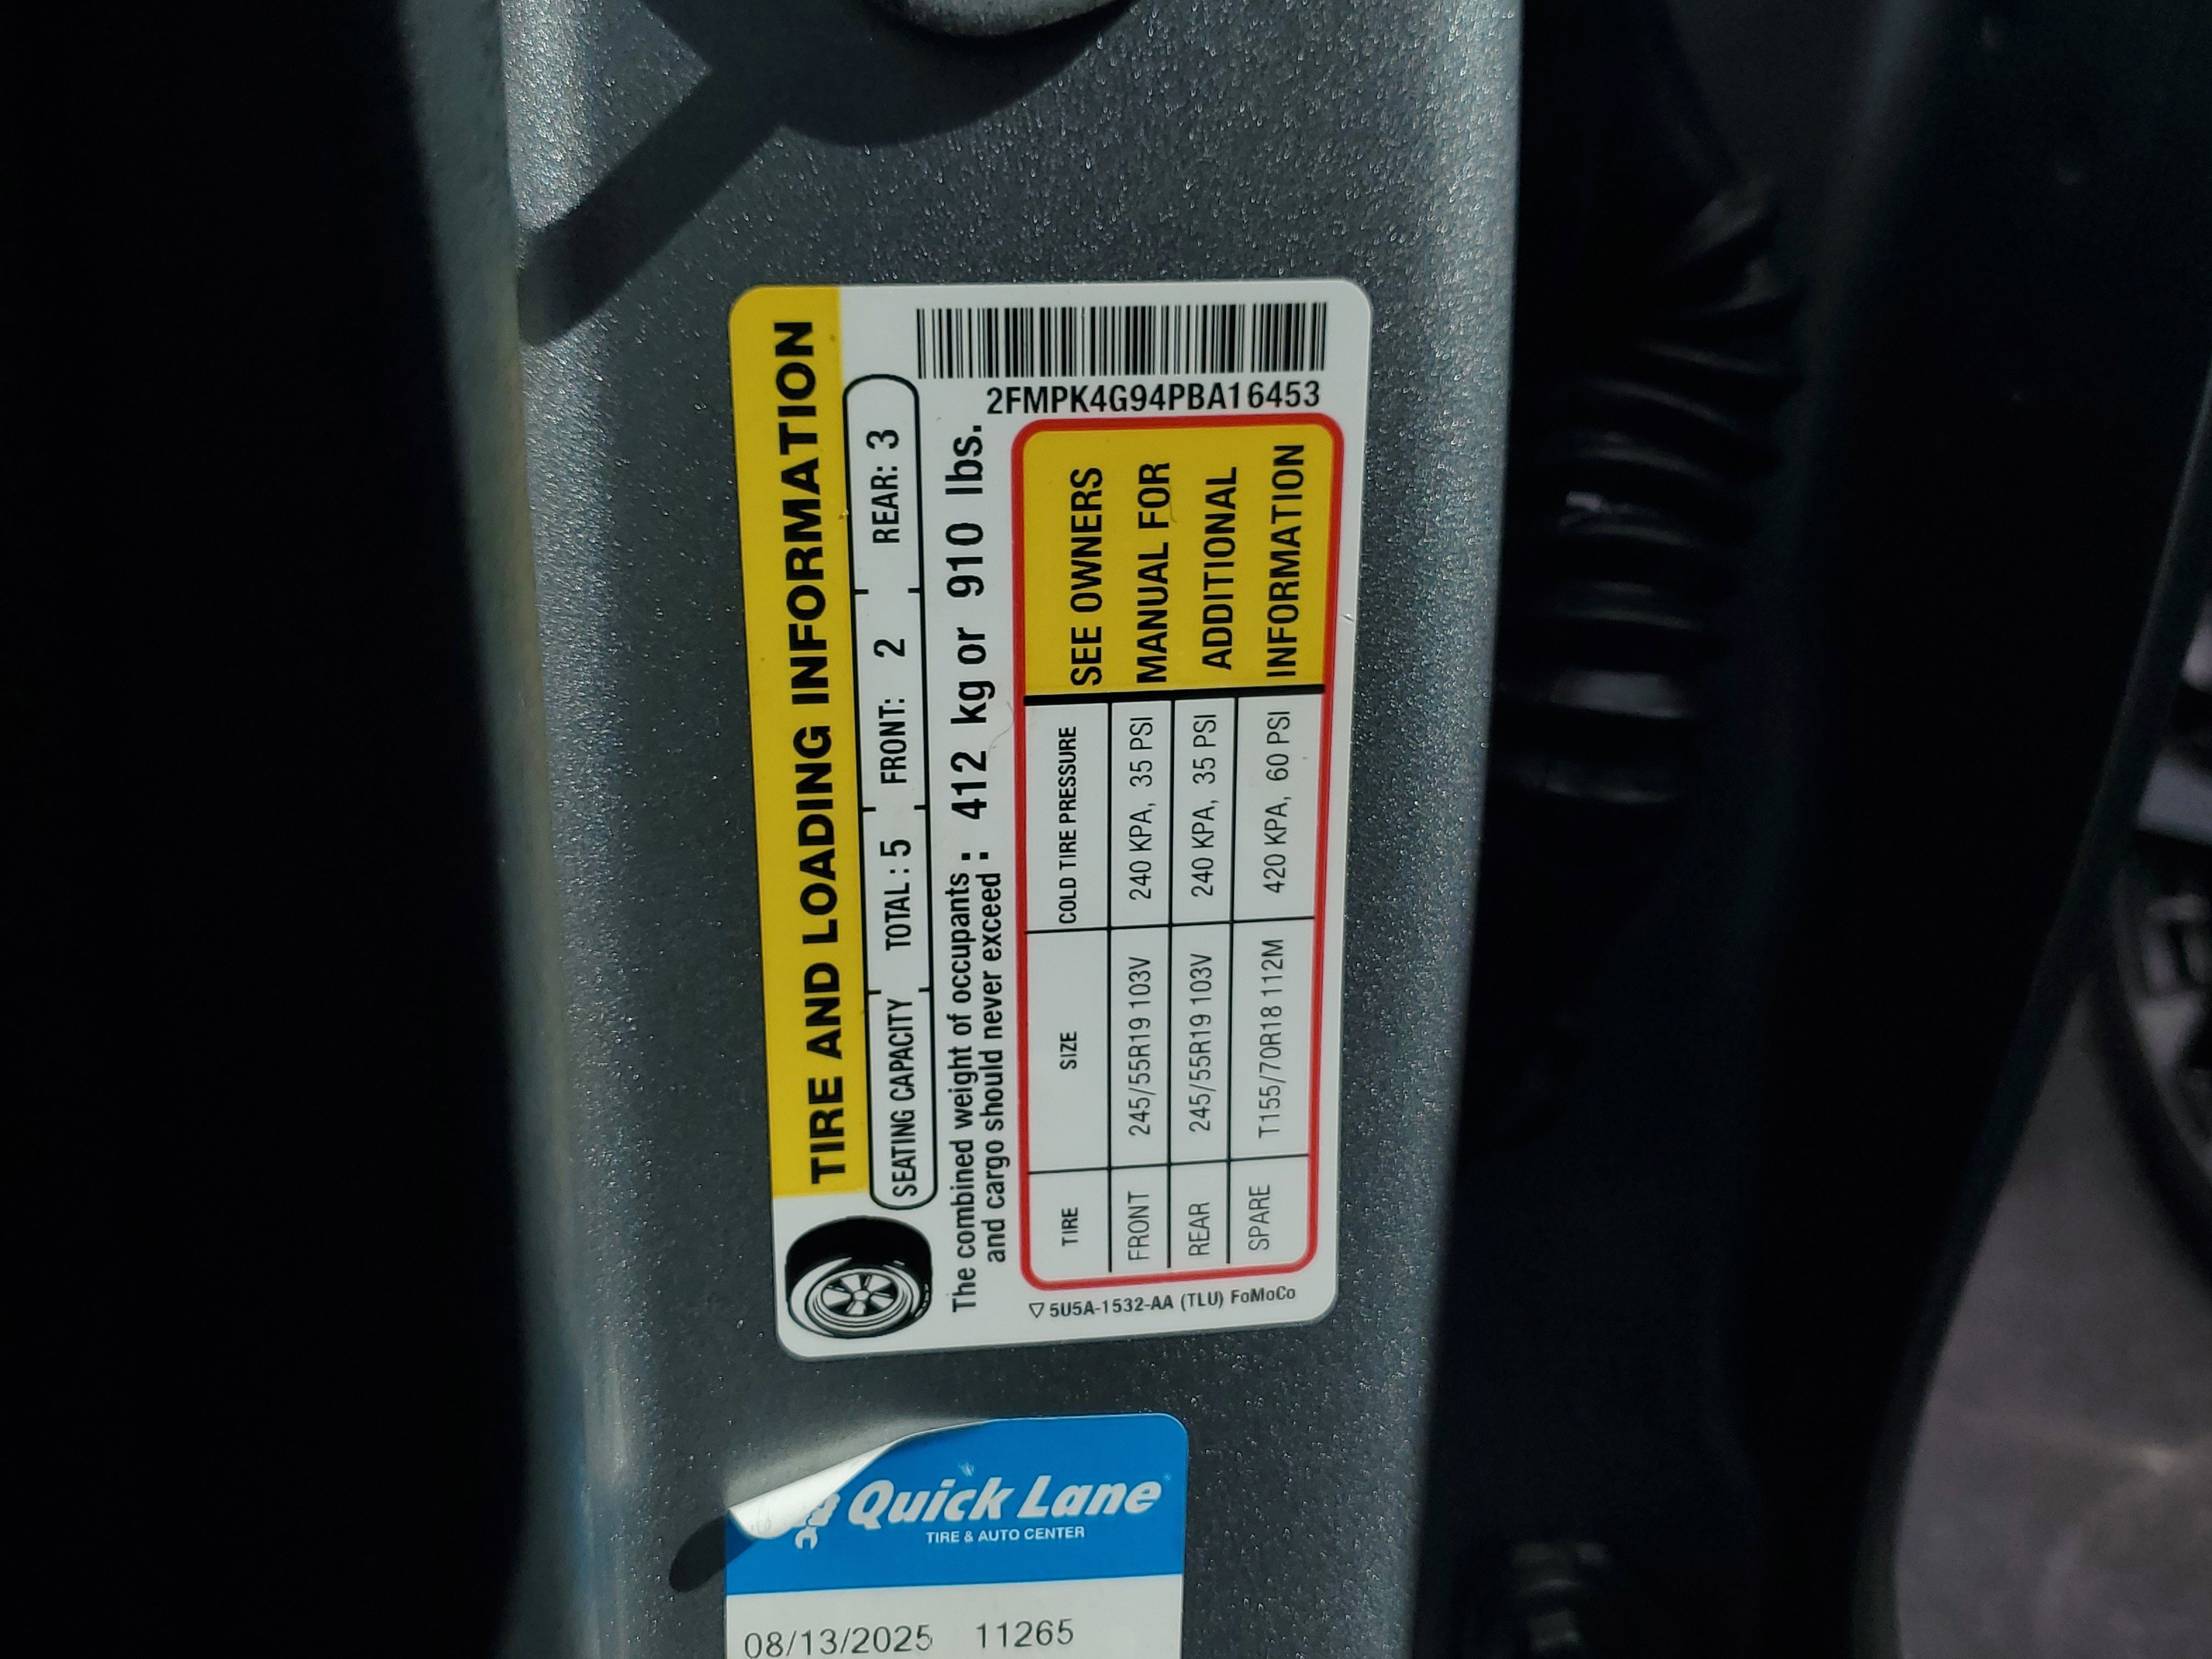 TIRE AND LOADING INFORMATION
SEATING CAPACITY TOTAL : 5 FRONT: 2 REAR: 3
The combined weight of occupants : 412 kg or 910 lbs.
and cargo should never exceed :
2FMPK4G94PBA16453
TIRE SIZE COLD TIRE PRESSURE
FRONT 245/55R19 103V 240 KPA, 35 PSI
REAR 245/55R19 103V 240 KPA, 35 PSI
SPARE T155/70R18 112M 420 KPA, 60 PSI
SEE OWNERS
MANUAL FOR
ADDITIONAL
INFORMATION
5U5A-1532-AA (TLU) FoMoCo
Quick Lane
TIRE & AUTO CENTER
08/13/2025 11265